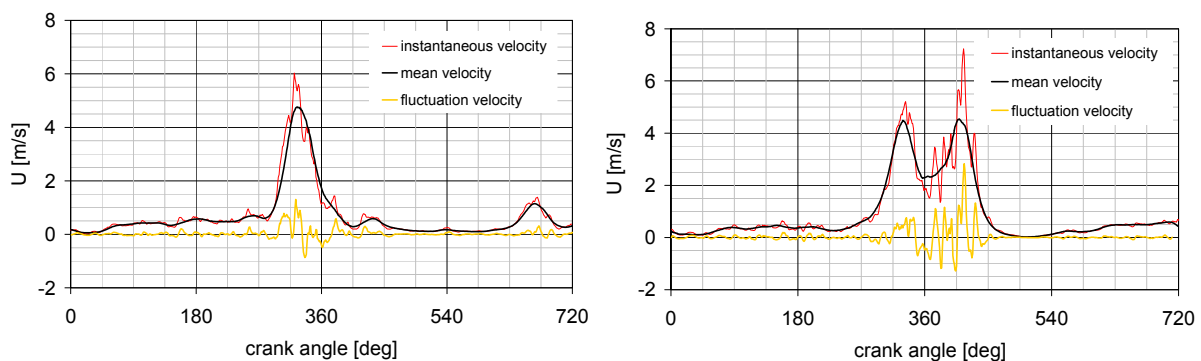 8
6
4
2
0
-2
U [m/s]
instantaneous velocity
mean velocity
fluctuation velocity
0 180 360 540 720
crank angle [deg]
8
6
4
2
0
-2
U [m/s]
instantaneous velocity
mean velocity
fluctuation velocity
0 180 360 540 720
crank angle [deg]